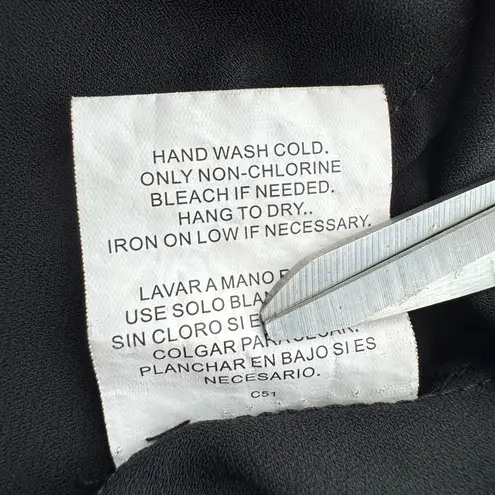 HAND WASH COLD.
ONLY NON-CHLORINE
BLEACH IF NEEDED.
HANG TO DRY..
IRON ON LOW IF NECESSARY.
LAVAR A MANO
USE SOLO
SIN CLORO SI
COLGAR
PLANCHAR EN BAJO SI ES
NECESARIO.
C51